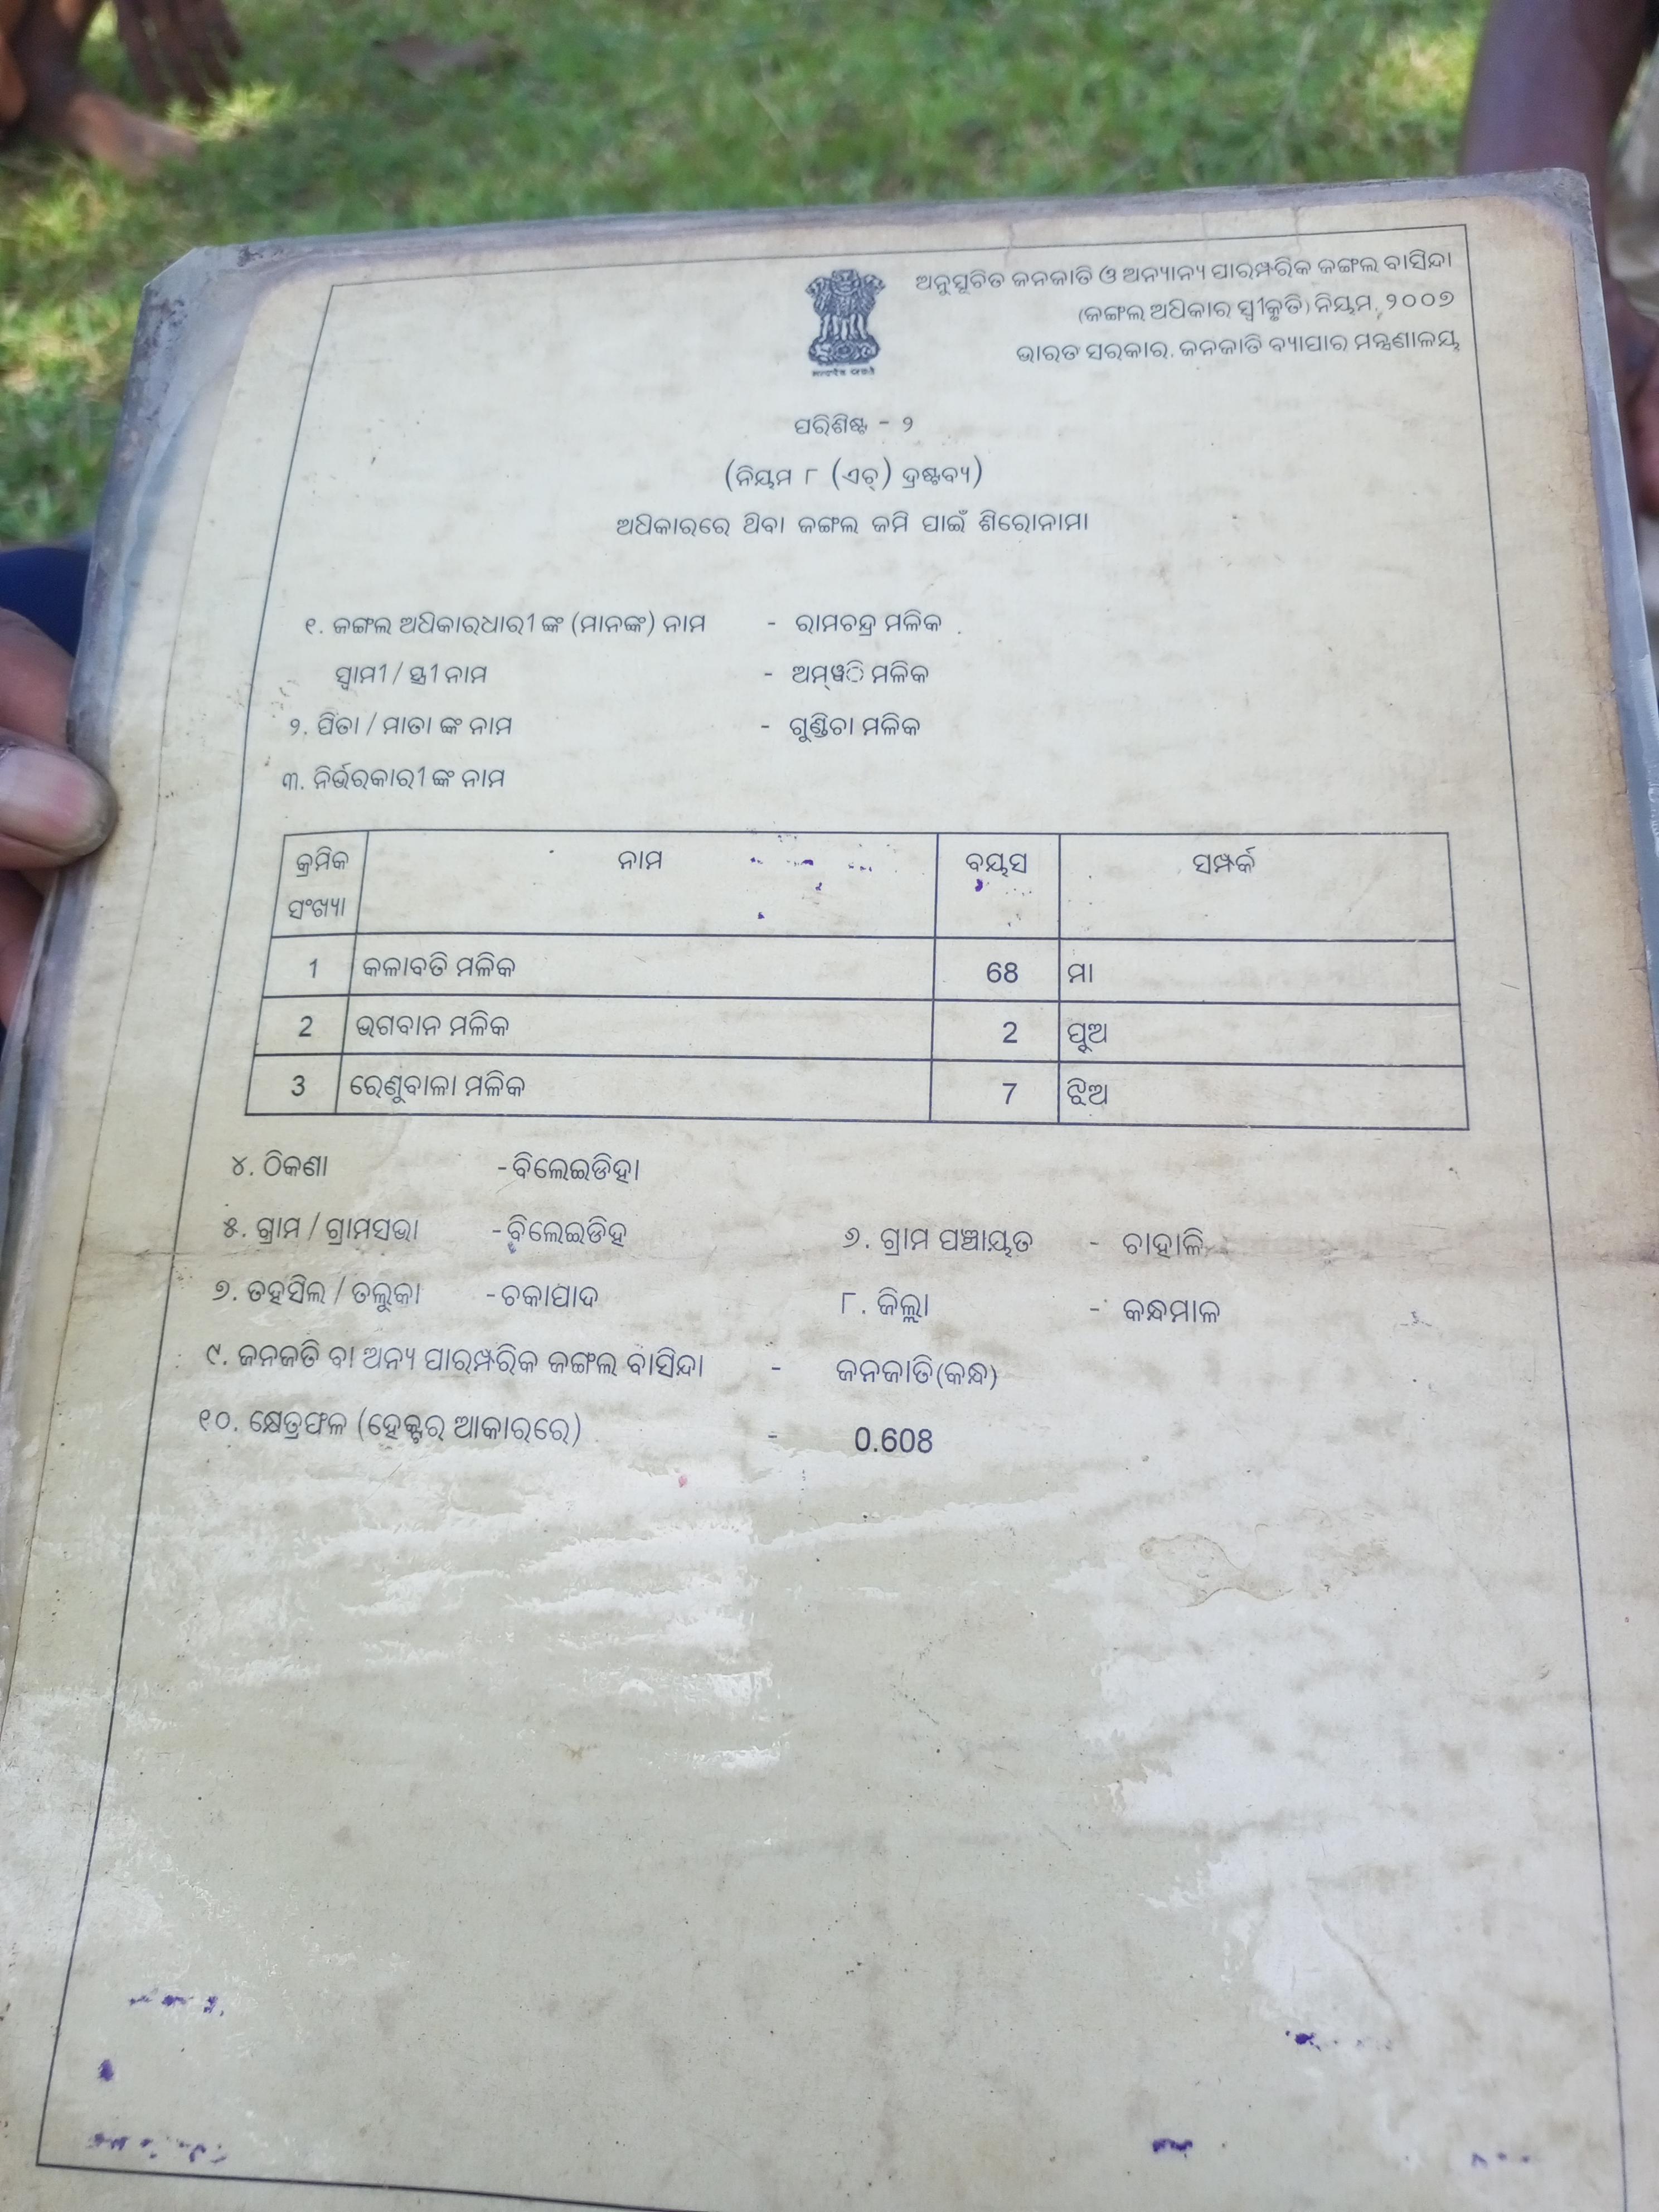 ଅନୁସୂଚିତ ଜନଜାତି ଓ ଅନ୍ୟାନ୍ୟ ପାରମ୍ପରିକ ଜଙ୍ଗଲ ବାସିନ୍ଦା
(ଜଙ୍ଗଲ ଅଧିକାର ସ୍ୱୀକୃତି) ନିୟମ, ୨୦୦୭
ଭାରତ ସରକାର, ଜନଜାତି ବ୍ୟାପାର ମନ୍ତ୍ରଣାଳୟ
ପରିଶିଷ୍ଟ - ୨
(ନିୟମ ୮ (ଏଚ୍) ଦ୍ରଷ୍ଟବ୍ୟ)
ଅଧିକାରରେ ଥିବା ଜଙ୍ଗଲ ଜମି ପାଇଁ ଶିରୋନାମା
୧. ଜଙ୍ଗଲ ଅଧିକାରଧାରୀ ଙ୍କ (ମାନଙ୍କ) ନାମ - ରାମଚନ୍ଦ୍ର ମଳିକ
ସ୍ୱାମୀ / ସ୍ତ୍ରୀ ନାମ - ମଳିକ
୨. ପିତା / ମାତା ଙ୍କ ନାମ - ଗୁଣ୍ଡିଚା ମଳିକ
୩. ନିର୍ଭରକାରୀ ଙ୍କ ନାମ
କ୍ରମିକ ସଂଖ୍ୟା ନାମ ବୟସ ସମ୍ପର୍କ
1 କଳାବତି ମଳିକ 68 ମା
2 ଭଗବାନ ମଳିକ 2 ପୁଅ
3 ରେଣୁବାଳା ମଳିକ 7 ଝିଅ
୪. ଠିକଣା - ବିଲେଇଡିହା
୫. ଗ୍ରାମ / ଗ୍ରାମସଭା - ବିଲେଇଡିହ ୬. ଗ୍ରାମ ପଞ୍ଚାୟତ - ଚାହାଳି
୭. ତହସିଲ / ତଲୁକା - ଚକାପାଦ ୮. ଜିଲ୍ଲା - କନ୍ଧମାଳ
୯. ଜନଜତି ବା ଅନ୍ୟ ପାରମ୍ପରିକ ଜଙ୍ଗଲ ବାସିନ୍ଦା - ଜନଜାତି(କନ୍ଧ)
୧୦. କ୍ଷେତ୍ରଫଳ (ହେକ୍ଟର ଆକାରରେ) - 0.608